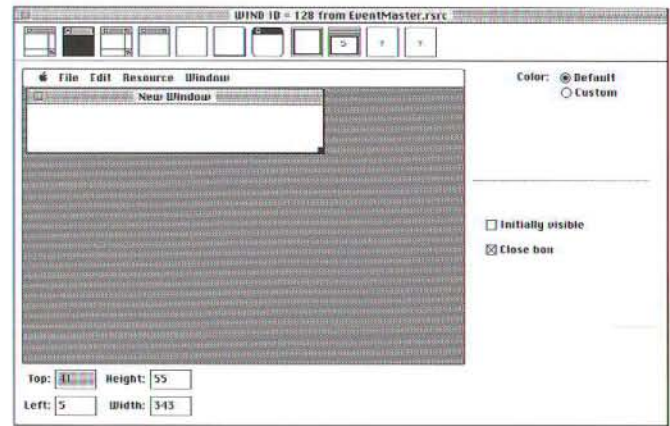 WIND ID = 128 from EventMaster.rsrc
S ? ?
File Edit Resource Window
New Window
Color: Default
Custom
Initially visible
Close box
Top: Height: 55
Left: 5 Width: 343